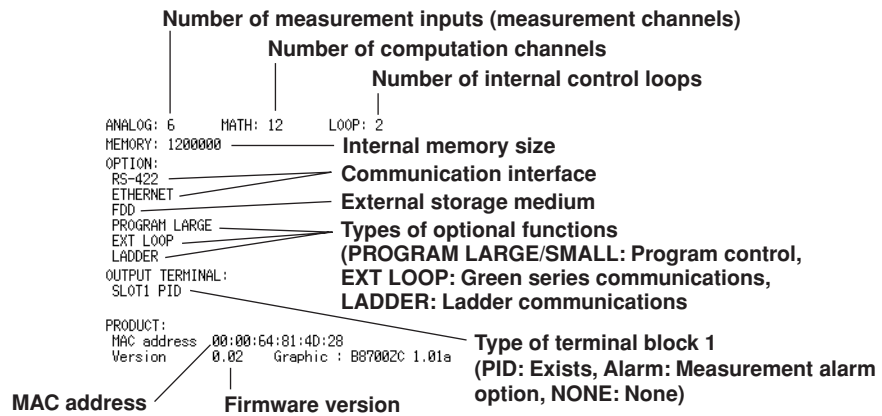 Number of measurement inputs (measurement channels)
Number of computation channels
Number of internal control loops
ANALOG: 6 MATH: 12 LOOP: 2
MEMORY: 1200000
Internal memory size
OPTION:
RS-422
Communication interface
ETHERNET
FDD
External storage medium
PROGRAM LARGE
Types of optional functions
EXT LOOP
(PROGRAM LARGE/SMALL: Program control,
LADDER
EXT LOOP: Green series communications,
OUTPUT TERMINAL:
LADDER: Ladder communications
SLOT1 PID
PRODUCT:
MAC address 00:00:64:81:4D:28
Type of terminal block 1
Version 0.02 Graphic : B8700ZC 1.01a
(PID: Exists, Alarm: Measurement alarm
option, NONE: None)
MAC address
Firmware version